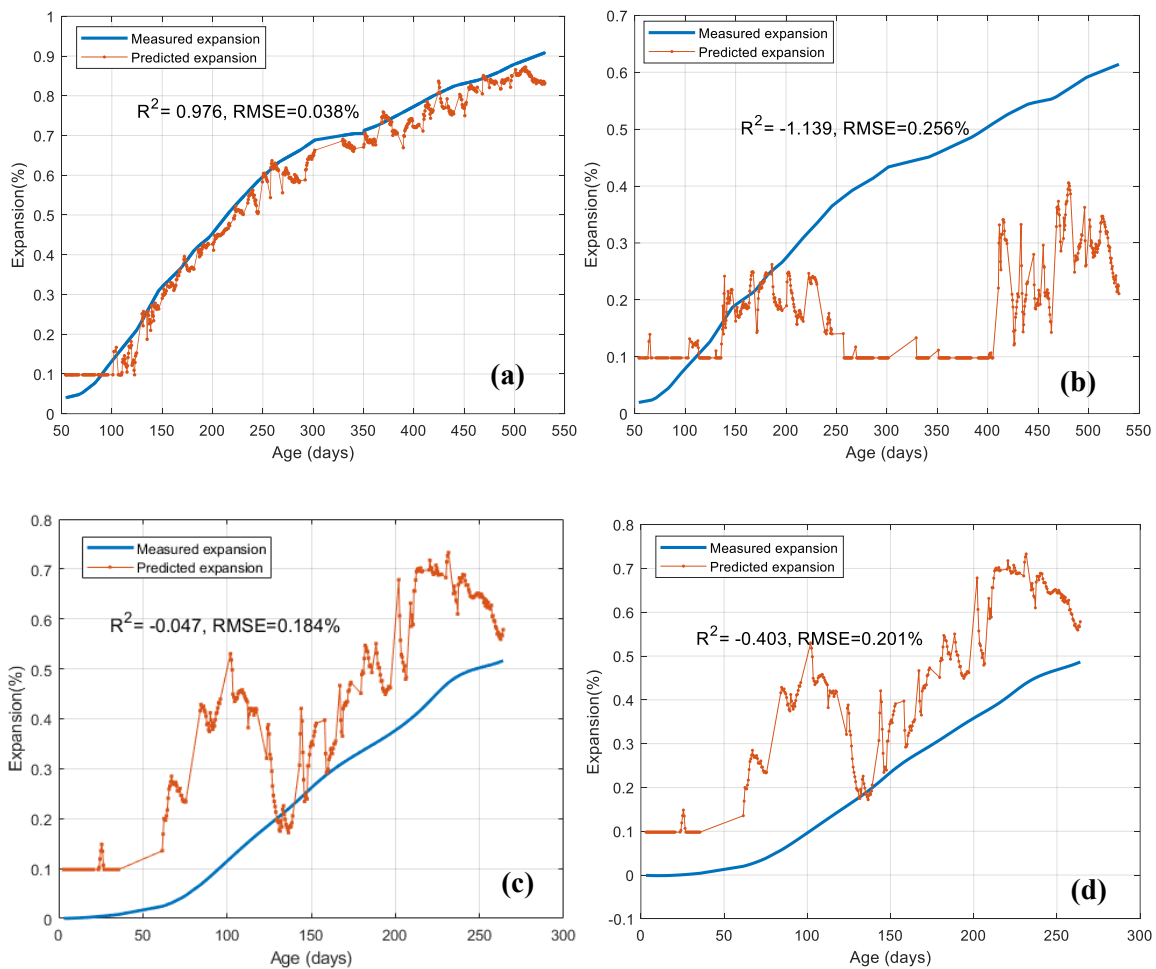 1
0.9
0.8
0.7
0.6
0.5
0.4
0.3
0.2
0.1
0
Expansion(%)
Measured expansion
Predicted expansion
R2= 0.976, RMSE=0.038%
(a)
50 100 150 200 250 300 350 400 450 500 550
Age (days)
0.7
0.6
0.5
0.4
0.3
0.2
0.1
0
Expansion(%)
Measured expansion
Predicted expansion
R2= -1.139, RMSE=0.256%
(b)
50 100 150 200 250 300 350 400 450 500 550
Age (days)
0.8
0.7
0.6
0.5
0.4
0.3
0.2
0.1
0
Expansion(%)
Measured expansion
Predicted expansion
R2= -0.047, RMSE=0.184%
(c)
0 50 100 150 200 250 300
Age (days)
0.8
0.7
0.6
0.5
0.4
0.3
0.2
0.1
0
-0.1
Expansion(%)
Measured expansion
Predicted expansion
R2= -0.403, RMSE=0.201%
(d)
0 50 100 150 200 250 300
Age (days)